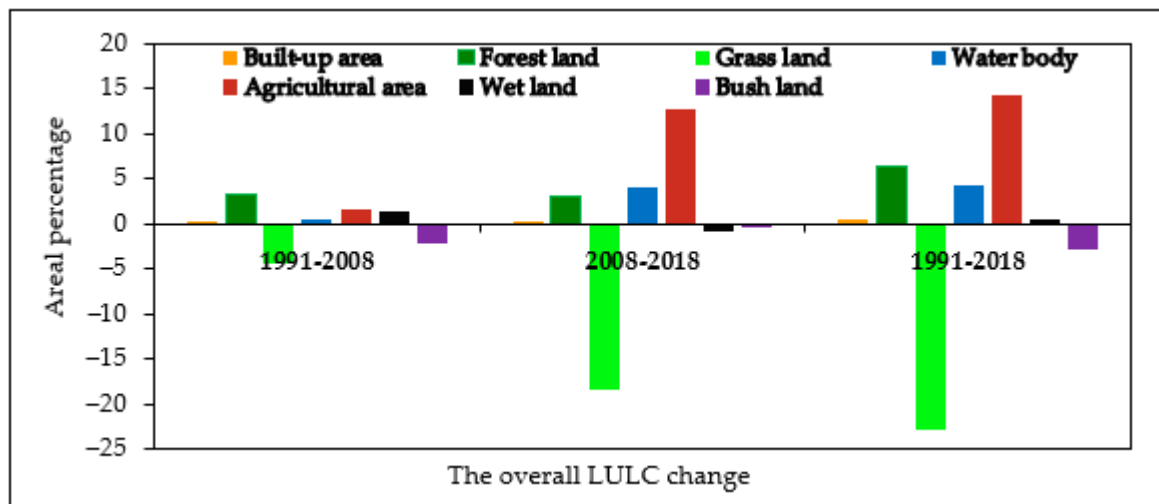 20
Built-up area Forest land Grass land Water body
15
Agricultural area Wet land Bush land
10
5
0
1991-2008 2008-2018 1991-2018
–5
–10
–15
–20
–25
Areal percentage
The overall LULC change